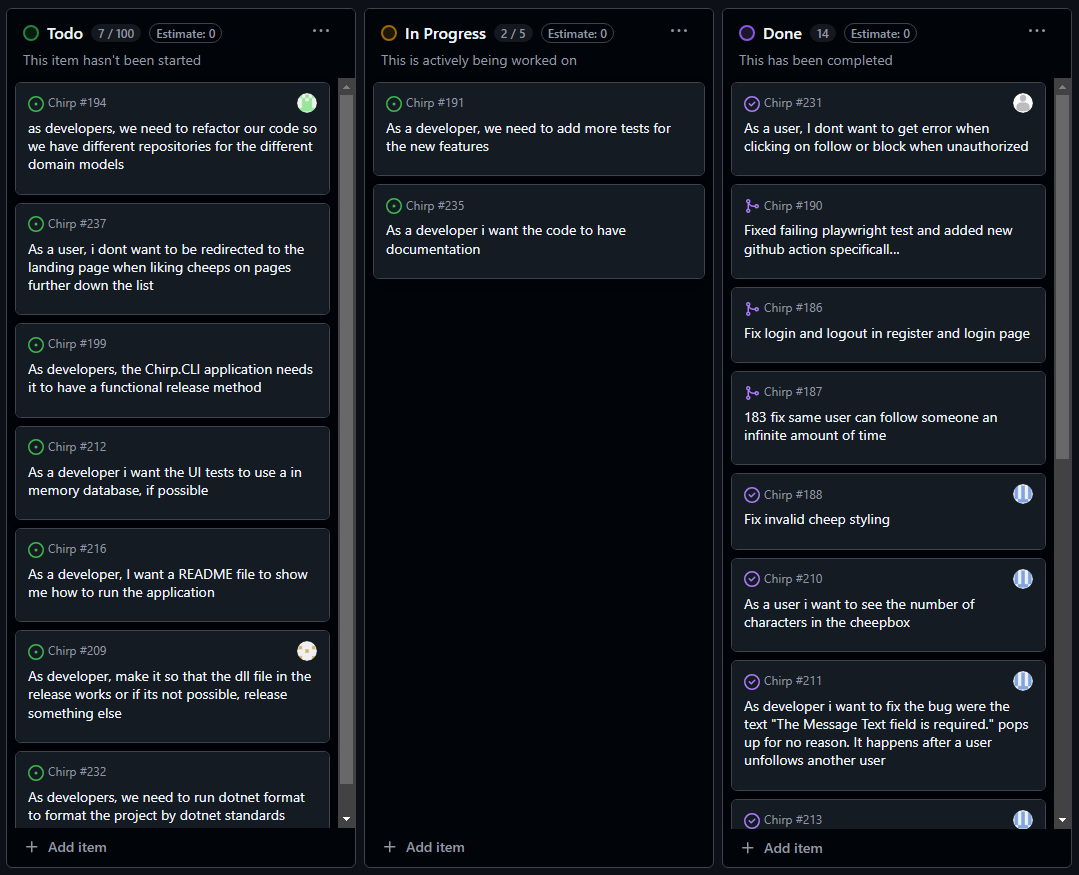 Todo 7 / 100 Estimate: 0 ...
This item hasn't been started
Chirp #194
as developers, we need to refactor our code so
we have different repositories for the different
domain models
Chirp #237
As a user, i dont want to be redirected to the
landing page when liking cheeps on pages
further down the list
Chirp #199
As developers, the Chirp.CLI application needs
it to have a functional release method
Chirp #212
As a developer i want the UI tests to use a in
memory database, if possible
Chirp #216
As a developer, I want a README file to show
me how to run the application
Chirp #209
As developer, make it so that the dll file in the
release works or if its not possible, release
something else
Chirp #232
As developers, we need to run dotnet format
to format the project by dotnet standards
+ Add item
In Progress 2 / 5 Estimate: 0 ...
This is actively being worked on
Chirp #191
As a developer, we need to add more tests for
the new features
Chirp #235
As a developer i want the code to have
documentation
+ Add item
Done 14 Estimate: 0 ...
This has been completed
Chirp #231
As a user, I dont want to get error when
clicking on follow or block when unauthorized
Chirp #190
Fixed failing playwright test and added new
github action specificall...
Chirp #186
Fix login and logout in register and login page
Chirp #187
183 fix same user can follow someone an
infinite amount of time
Chirp #188
Fix invalid cheep styling
Chirp #210
As a user i want to see the number of
characters in the cheepbox
Chirp #211
As developer i want to fix the bug were the
text "The Message Text field is required." pops
up for no reason. It happens after a user
unfollows another user
Chirp #213
+ Add item